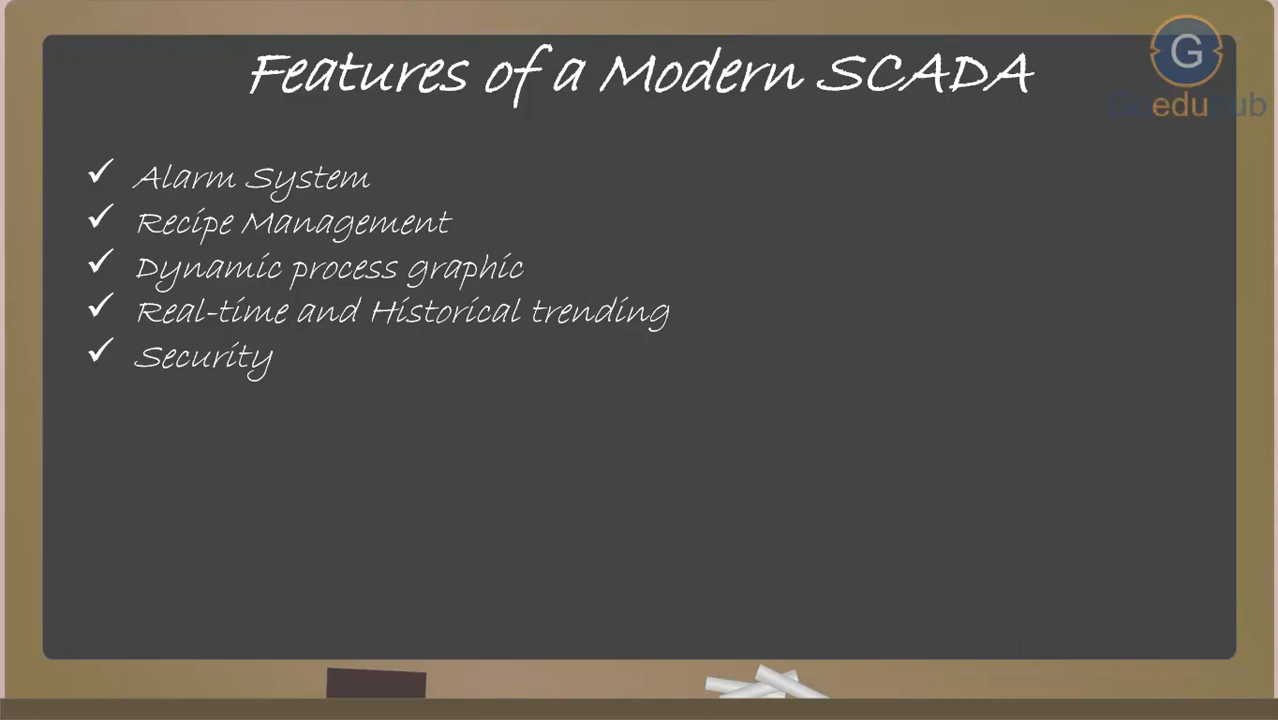 Features of a Modern SCADA
G
✓ Alarm System
✓ Recipe Management
✓ Dynamic process graphic
✓ Real-time and Historical trending
✓ Security